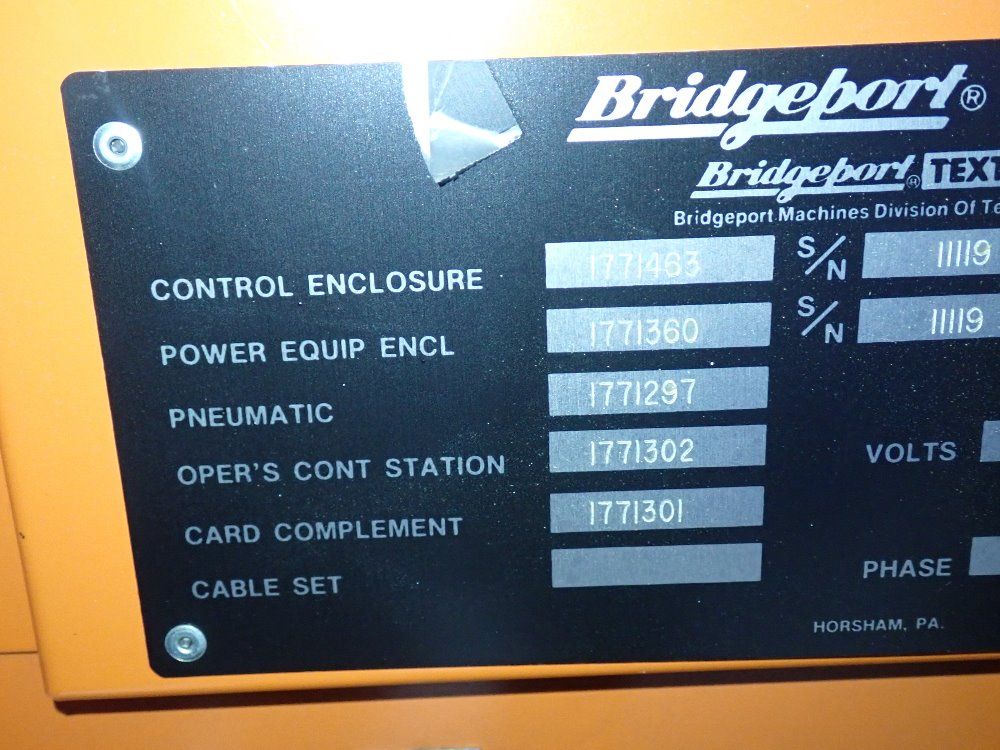 Bridgeport®
Bridgeport® TEXT
Bridgeport Machines Division Of Te
CONTROL ENCLOSURE 1771463 S/N 11119
POWER EQUIP ENCL 1771360 S/N 11119
PNEUMATIC 1771297
OPER'S CONT STATION 1771302 VOLTS
CARD COMPLEMENT 1771301
CABLE SET PHASE
HORSHAM, PA.